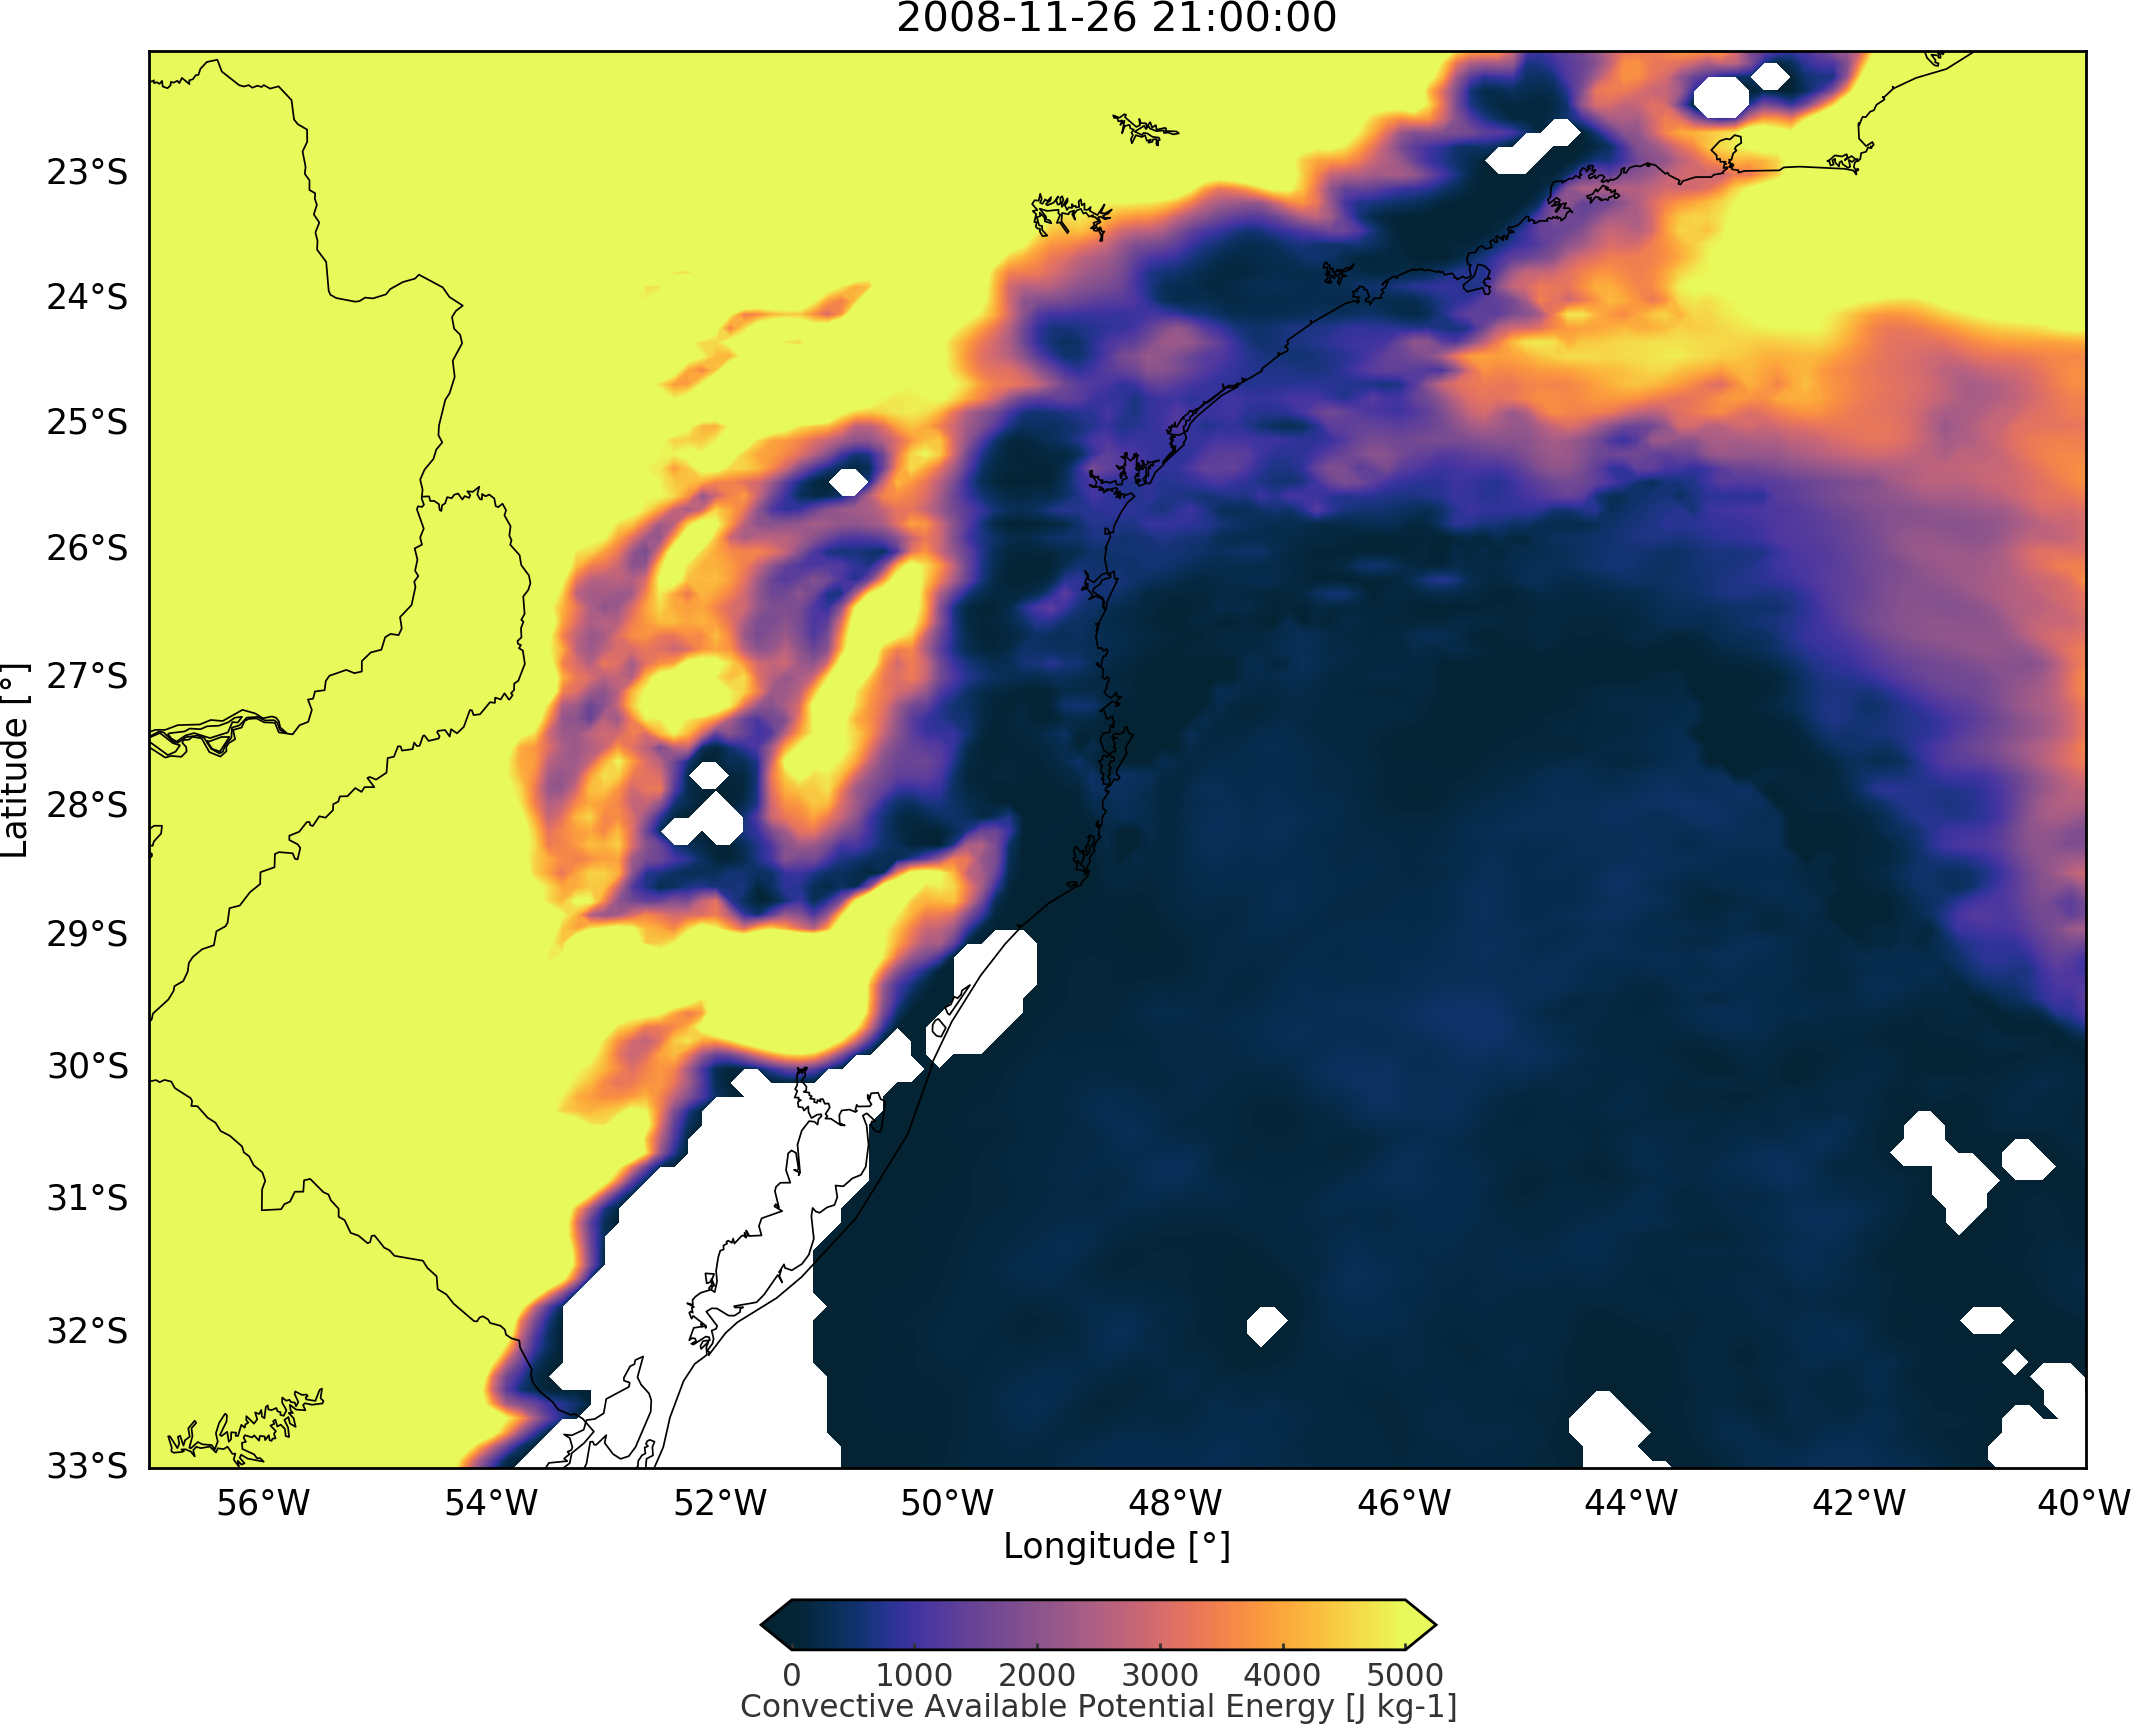 2008-11-26 21:00:00
23°S
24°S
25°S
26°S
27°S
28°S
29°S
30°S
31°S
32°S
33°S
Latitude [°]
56°W 54°W 52°W 50°W 48°W 46°W 44°W 42°W 40°W
Longitude [°]
0 1000 2000 3000 4000 5000
Convective Available Potential Energy [J kg-1]